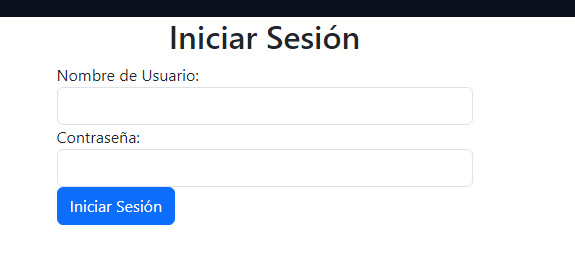 Iniciar Sesión
Nombre de Usuario:
Contraseña:
Iniciar Sesión